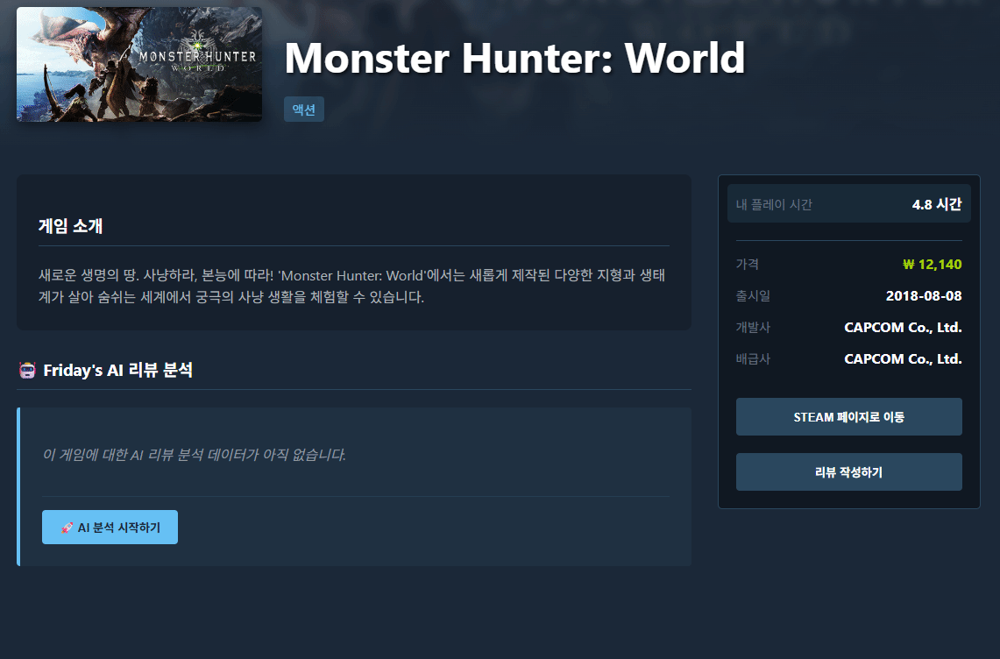 MONSTER HUNTER
WORLD
Monster Hunter: World
액션
게임 소개
새로운 생명의 땅. 사냥하라, 본능에 따라! 'Monster Hunter: World'에서는 새롭게 제작된 다양한 지형과 생태
계가 살아 숨쉬는 세계에서 궁극의 사냥 생활을 체험할 수 있습니다.
Friday's AI 리뷰 분석
이 게임에 대한 AI 리뷰 분석 데이터가 아직 없습니다.
AI 분석 시작하기
내 플레이 시간 4.8 시간
가격 ₩ 12,140
출시일 2018-08-08
개발사 CAPCOM Co., Ltd.
배급사 CAPCOM Co., Ltd.
STEAM 페이지로 이동
리뷰 작성하기